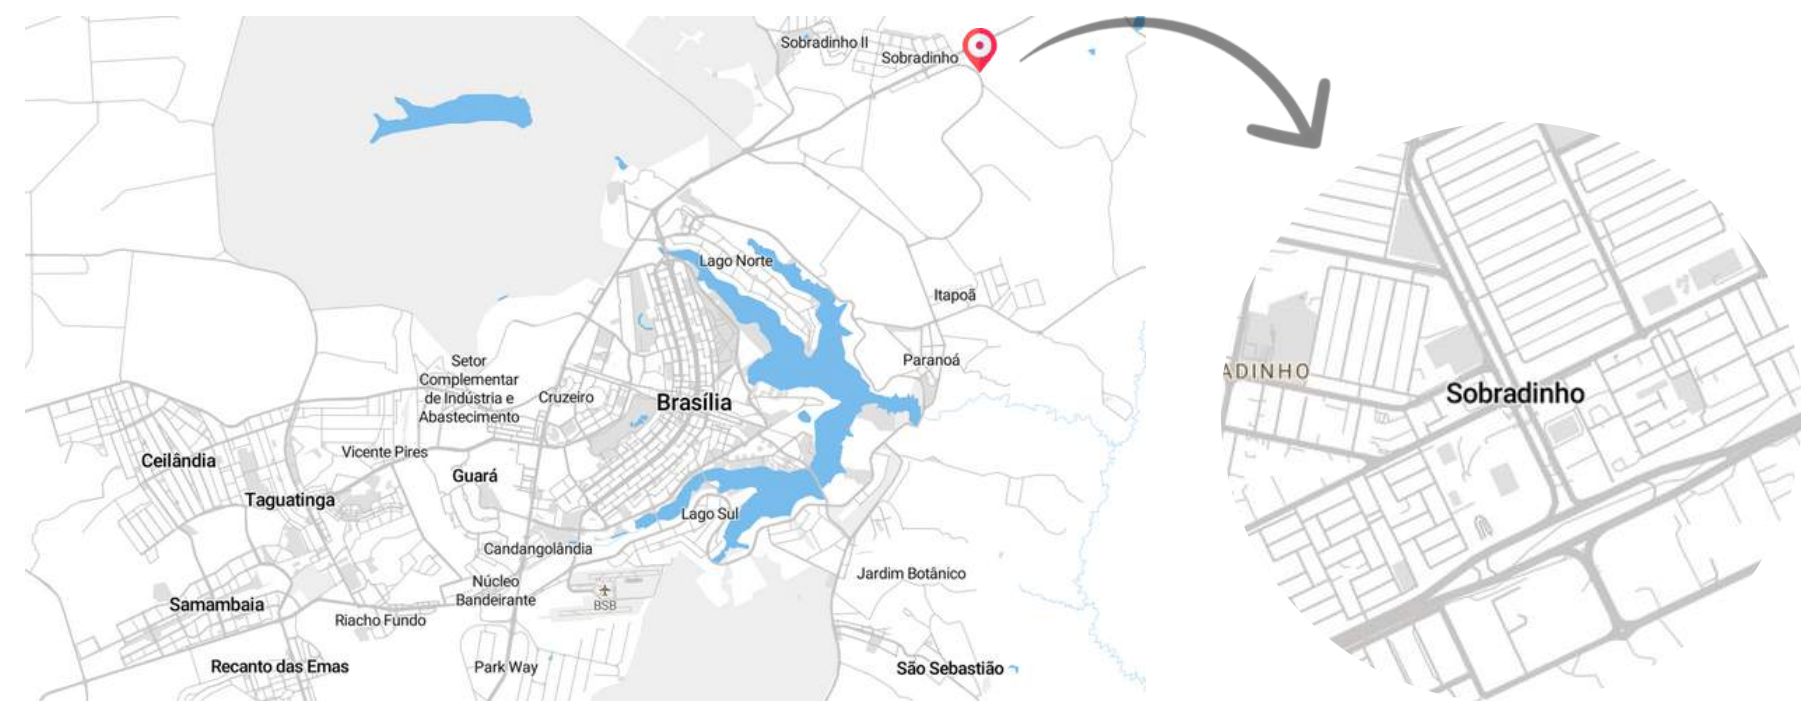 Sobradinho II
Sobradinho
Lago Norte
Itapoã
Paranoá
Setor
Complementar
de Indústria e
Abastecimento
Cruzeiro
Brasília
Vicente Pires
Ceilândia
Guará
Taguatinga
Lago Sul
Candangolândia
Jardim Botânico
Núcleo
Bandeirante
BSB
Samambaia
Riacho Fundo
Recanto das Emas
Park Way
São Sebastião
ADINHO
Sobradinho